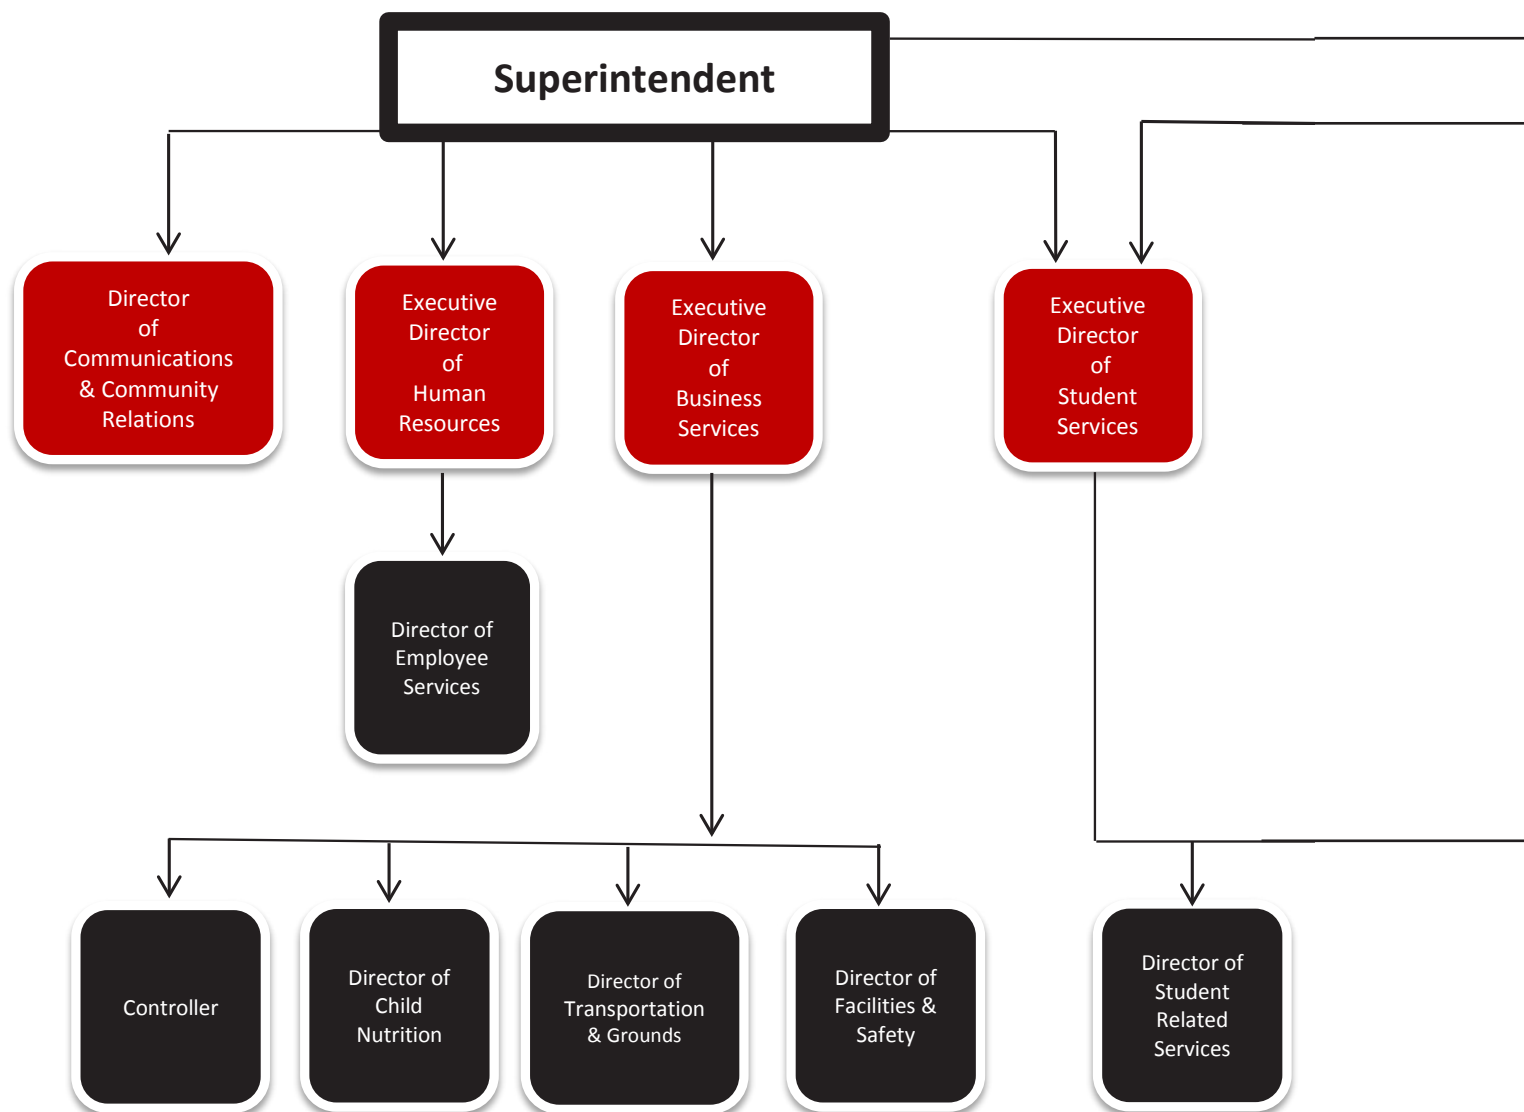 Superintendent
Director
of
Communications
& Community
Relations
Executive
Director
of
Human
Resources
Executive
Director
of
Business
Services
Executive
Director
of
Student
Services
Director of
Employee
Services
Controller
Director of
Child
Nutrition
Director of
Transportation
& Grounds
Director of
Facilities &
Safety
Director of
Student
Related
Services